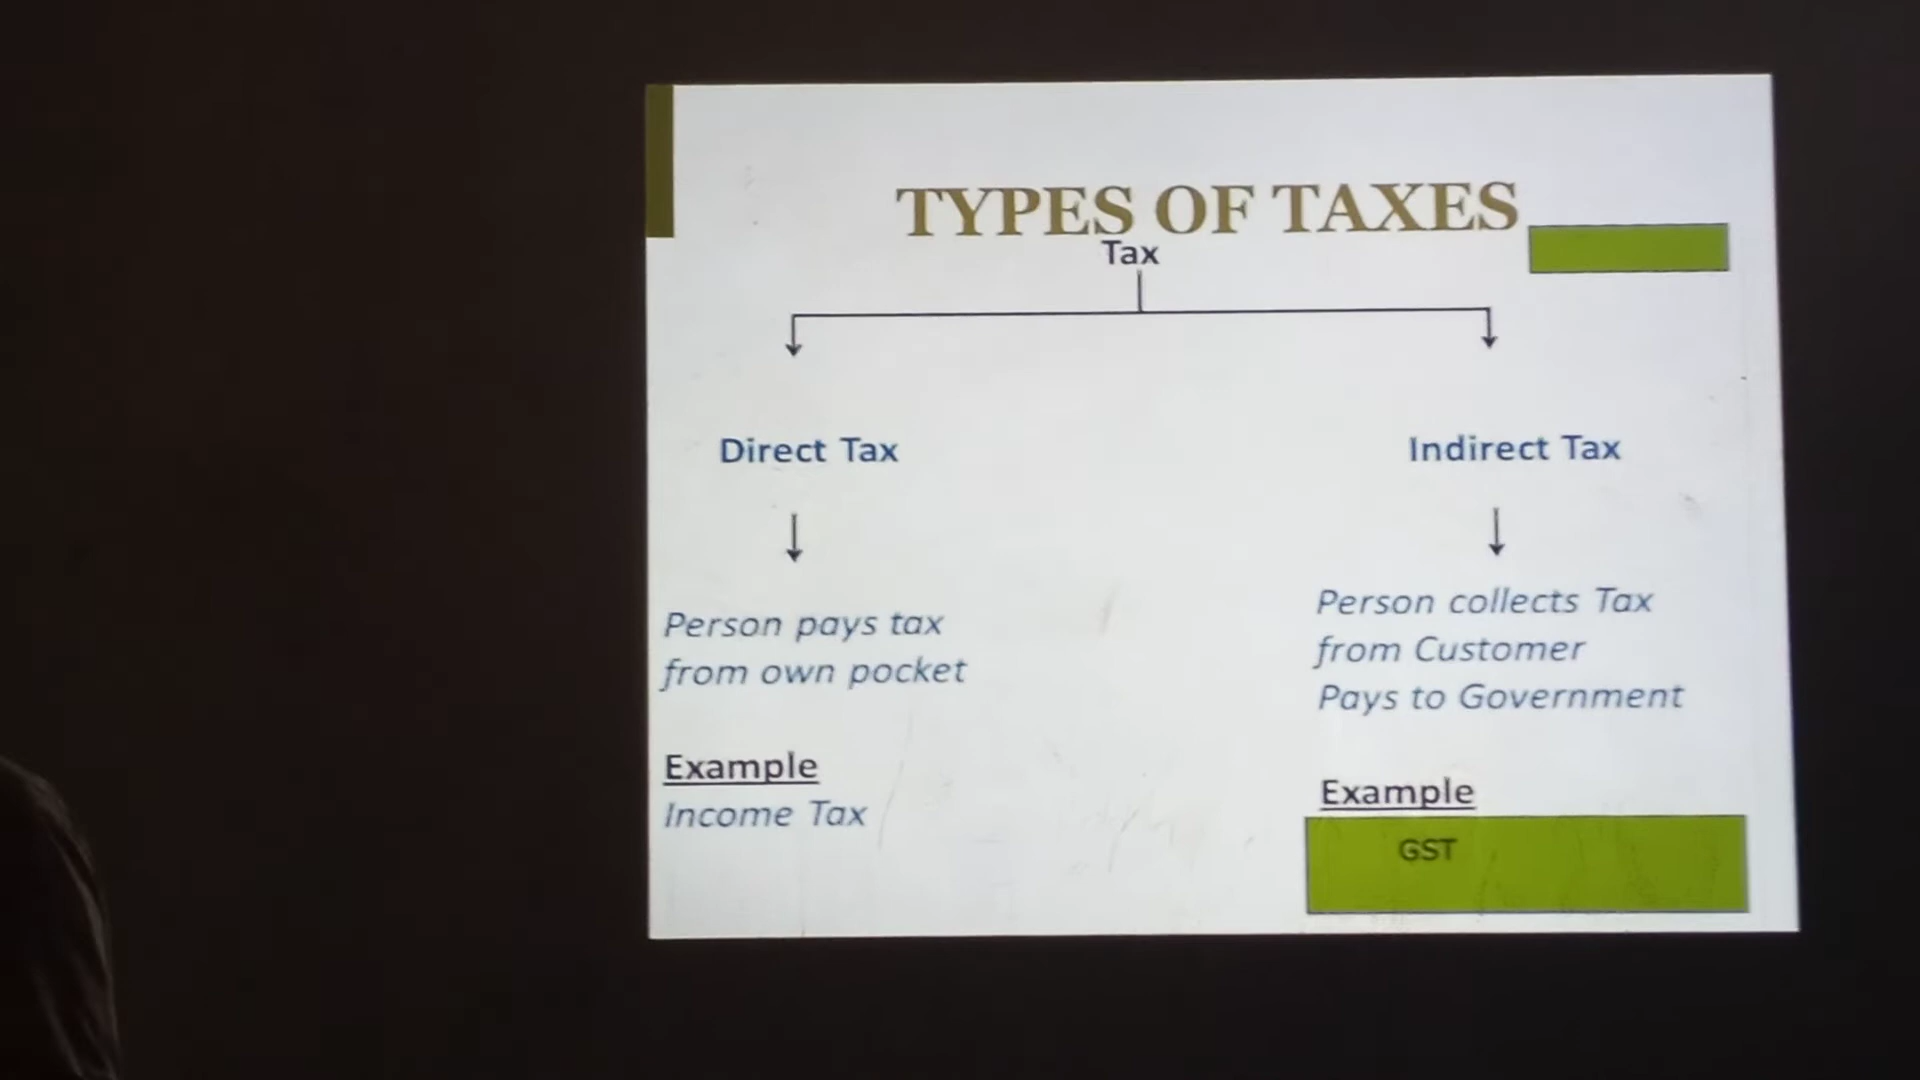 TYPES OF TAXES
Tax
Direct Tax
Person pays tax
from own pocket
Example
Income Tax
Indirect Tax
Person collects Tax
from Customer
Pays to Government
Example
GST